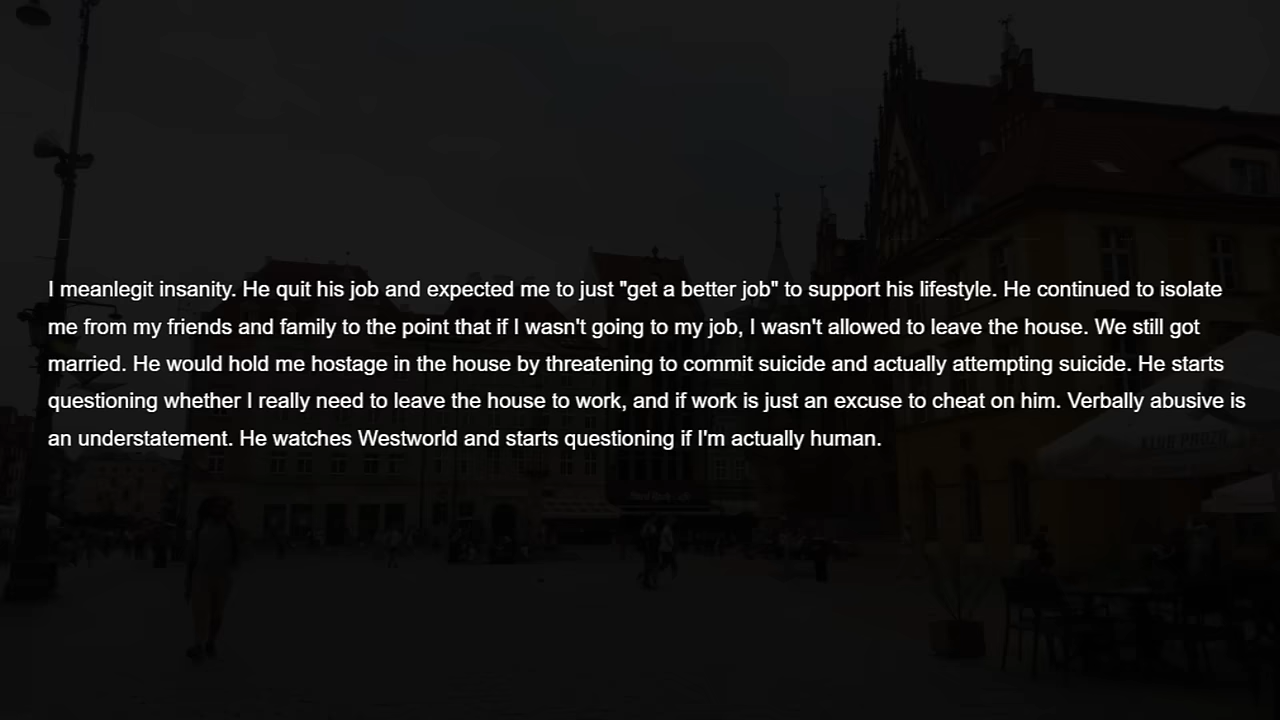 I meanlegit insanity. He quit his job and expected me to just "get a better job" to support his lifestyle. He continued to isolate
me from my friends and family to the point that if I wasn't going to my job, I wasn't allowed to leave the house. We still got
married. He would hold me hostage in the house by threatening to commit suicide and actually attempting suicide. He starts
questioning whether I really need to leave the house to work, and if work is just an excuse to cheat on him. Verbally abusive is
an understatement. He watches Westworld and starts questioning if I'm actually human.